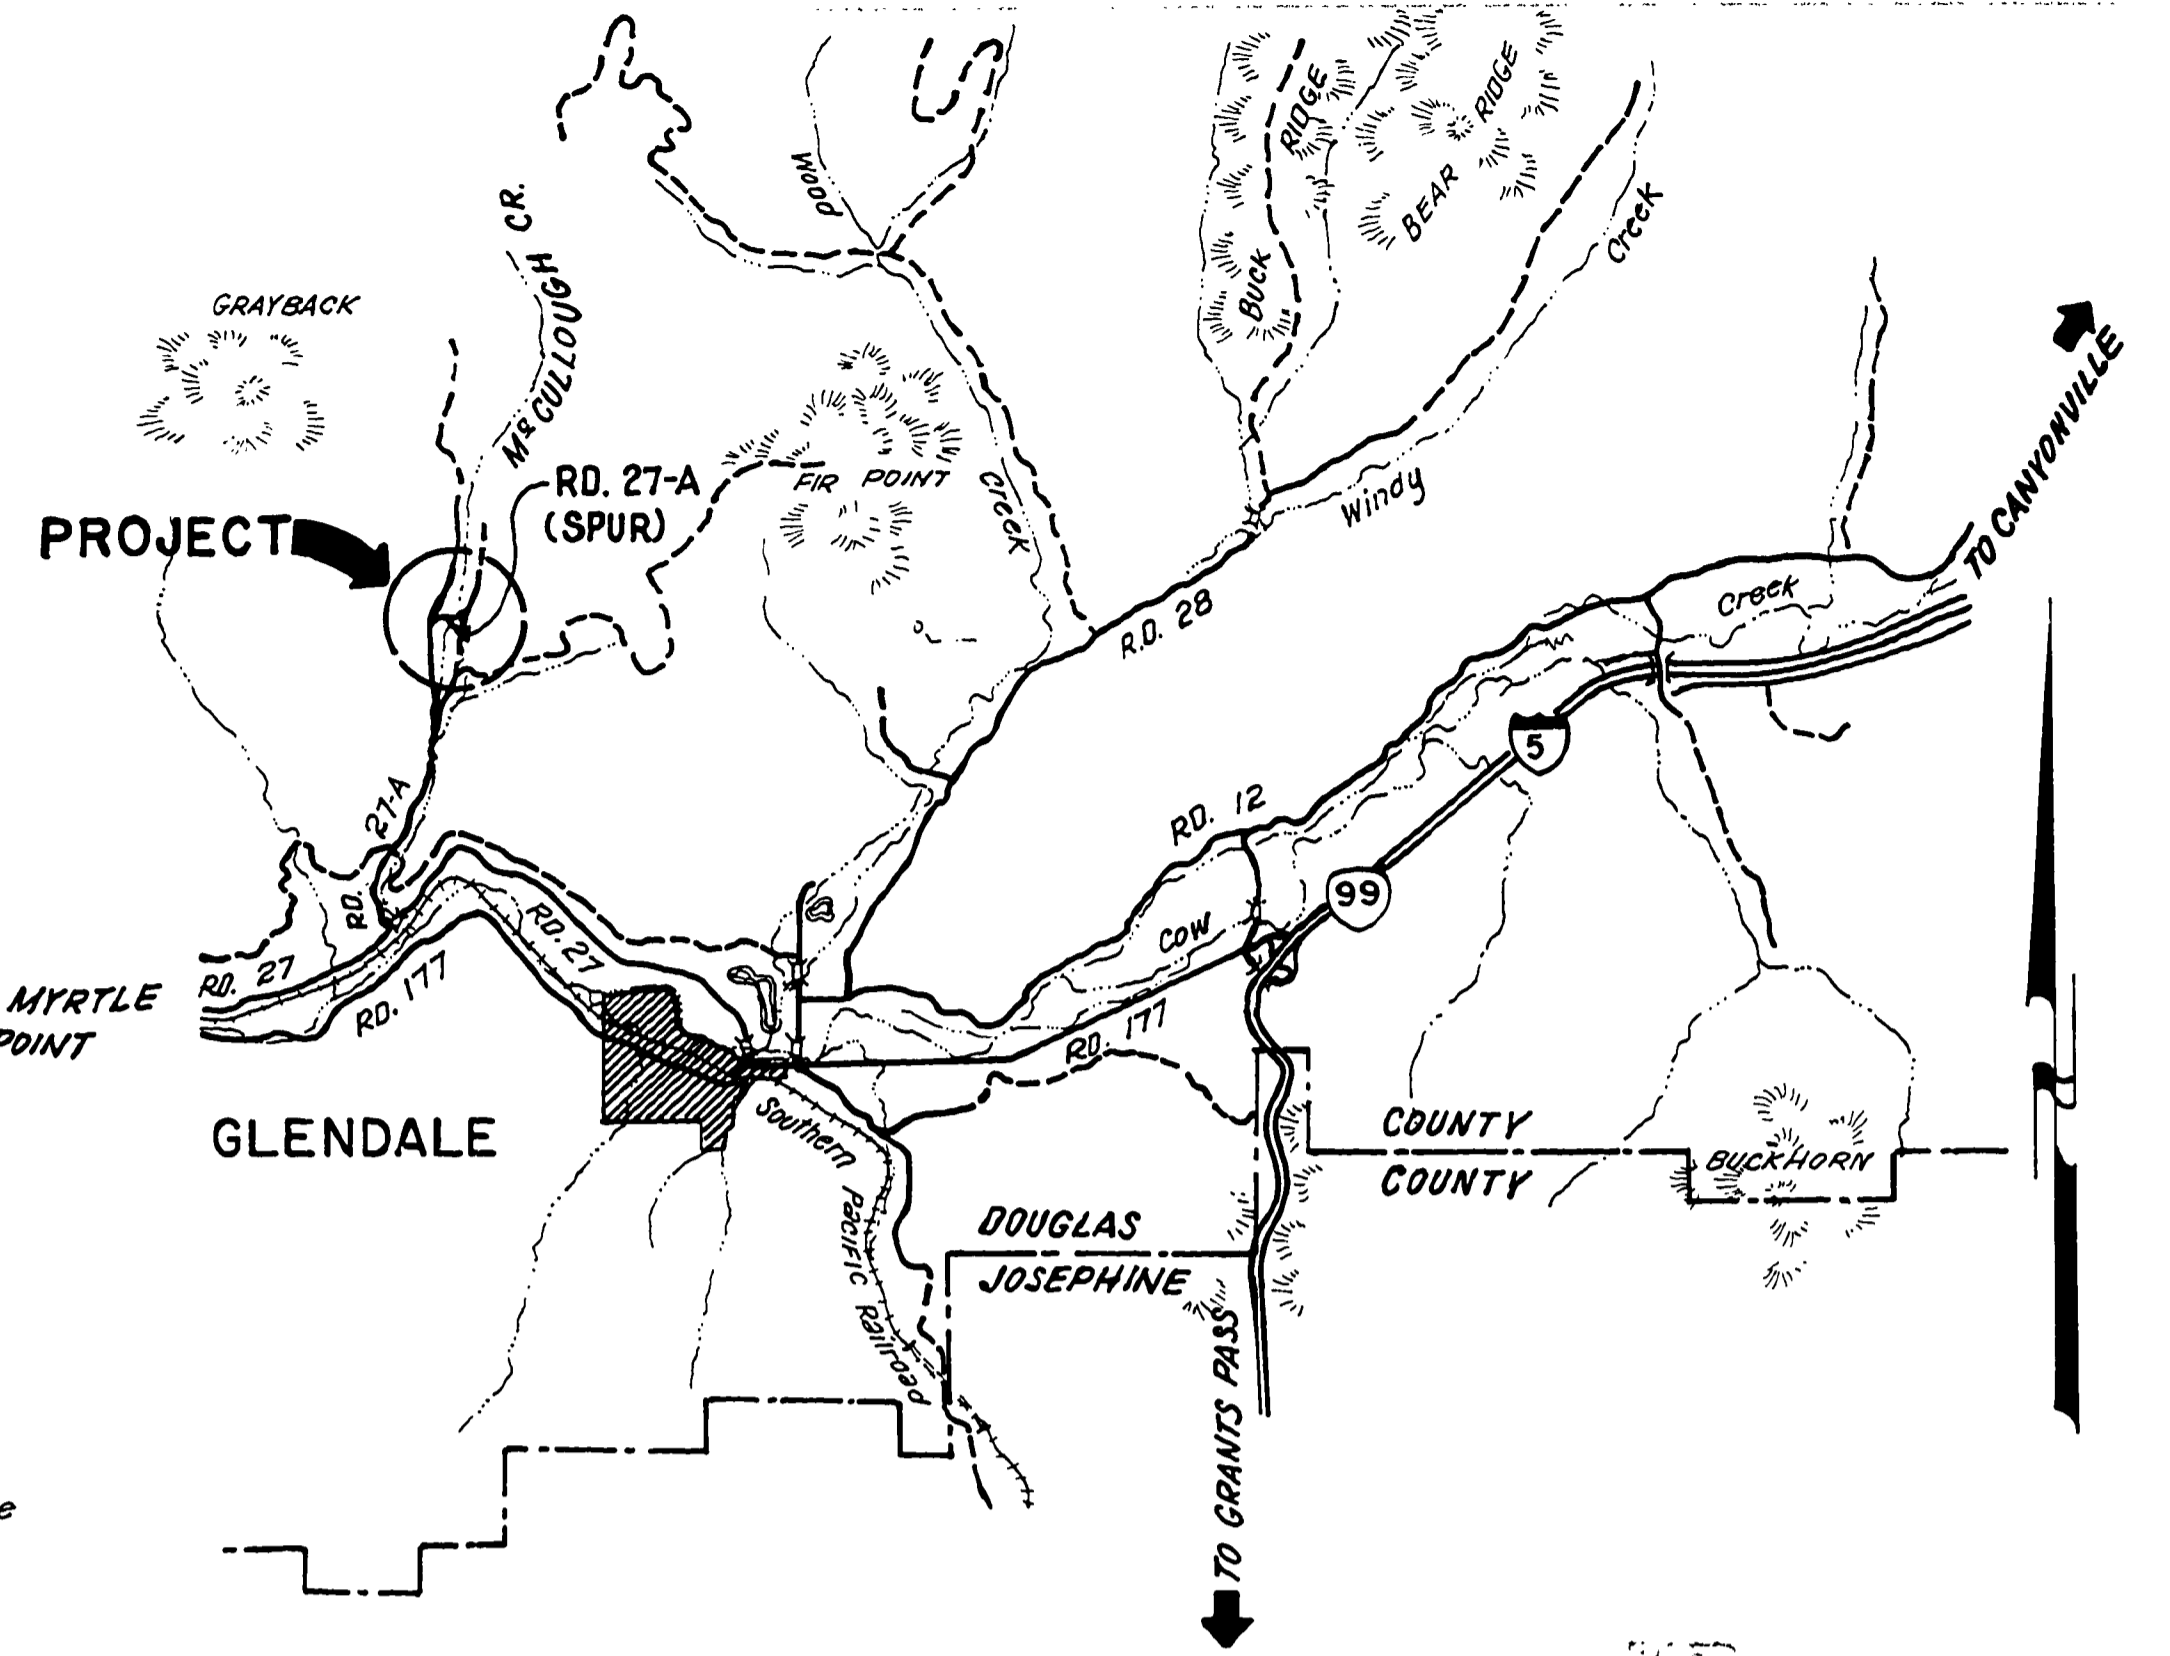 RIDGE
RIDGE
Wood
BEAR
Creek
McCULLOUGH CR.
BUCK
GRAYBACK
TO CANYONVILLE
RD. 27-A
(SPUR)
FIR POINT
Creek
Windy
PROJECT
RD. 28
Creek
5
RD. 27-A
RD. 12
99
RD. 27
Cow
RD. 27
RD. 177
RD. 177
MYRTLE
POINT
GLENDALE
Southern Pacific Railroad
COUNTY
COUNTY
BUCKHORN
DOUGLAS
JOSEPHINE
TO GRANTS PASS